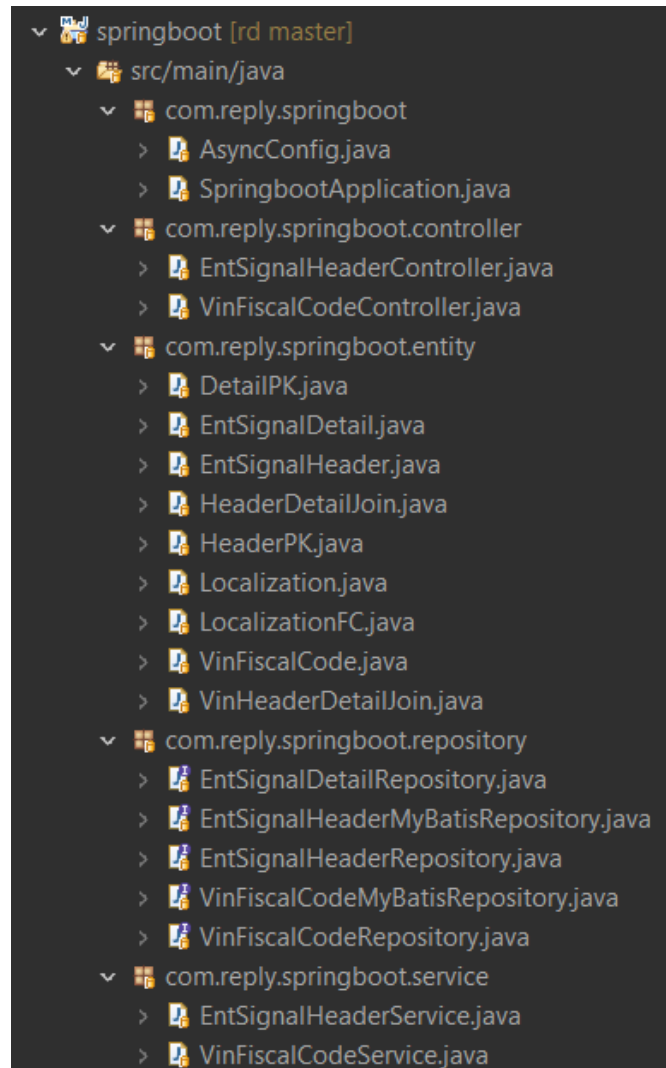 springboot [rd master]
src/main/java
com.reply.springboot
AsyncConfig.java
SpringbootApplication.java
com.reply.springboot.controller
EntSignalHeaderController.java
VinFiscalCodeController.java
com.reply.springboot.entity
DetailPK.java
EntSignalDetail.java
EntSignalHeader.java
HeaderDetailJoin.java
HeaderPK.java
Localization.java
LocalizationFC.java
VinFiscalCode.java
VinHeaderDetailJoin.java
com.reply.springboot.repository
EntSignalDetailRepository.java
EntSignalHeaderMyBatisRepository.java
EntSignalHeaderRepository.java
VinFiscalCodeMyBatisRepository.java
VinFiscalCodeRepository.java
com.reply.springboot.service
EntSignalHeaderService.java
VinFiscalCodeService.java